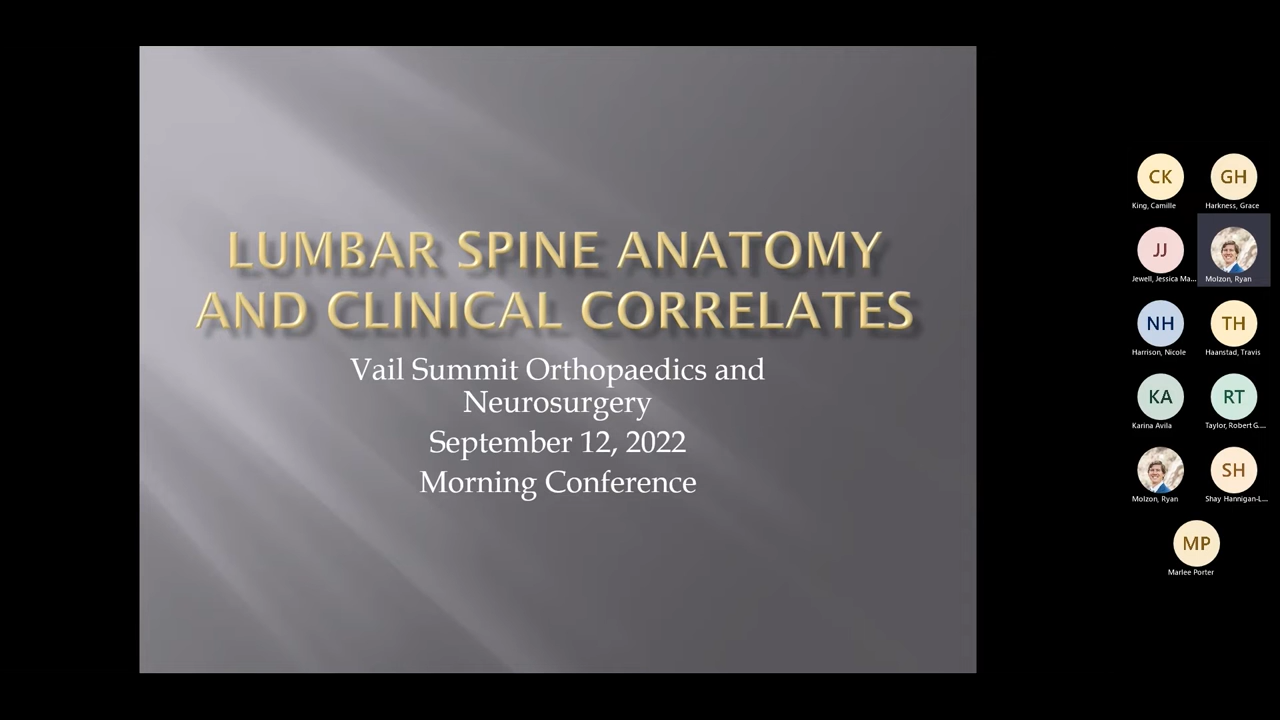 LUMBAR SPINE ANATOMY
AND CLINICAL CORRELATES
Vail Summit Orthopaedics and
Neurosurgery
September 12, 2022
Morning Conference
CK
King, Camille
GH
Harkness, Grace
JJ
Jewell, Jessica Ma...
Molzon, Ryan
NH
Harrison, Nicole
TH
Haanstad, Travis
KA
Karina Avila
RT
Taylor, Robert G....
Molzon, Ryan
SH
Shay Hannigan-L...
MP
Marlee Porter